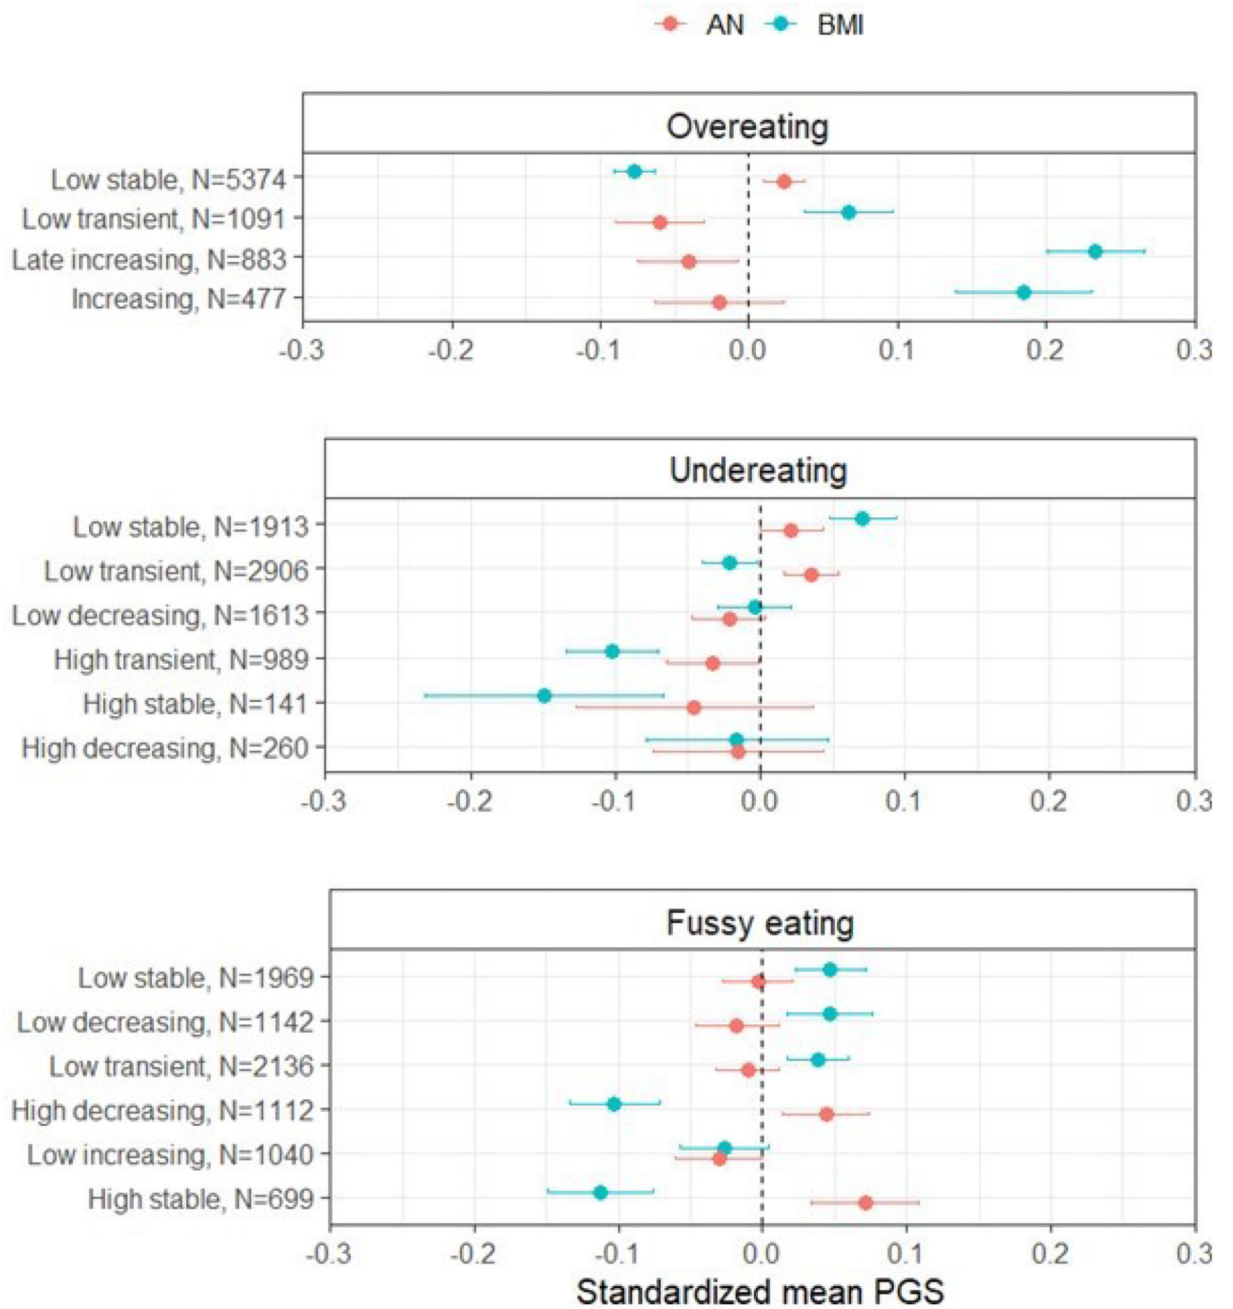 AN BMI
Overeating
Low stable, N=5374
Low transient, N=1091
Late increasing, N=883
Increasing, N=477
-0.3 -0.2 -0.1 0.0 0.1 0.2 0.3
Undereating
Low stable, N=1913
Low transient, N=2906
Low decreasing, N=1613
High transient, N=989
High stable, N=141
High decreasing, N=260
-0.3 -0.2 -0.1 0.0 0.1 0.2 0.3
Fussy eating
Low stable, N=1969
Low decreasing, N=1142
Low transient, N=2136
High decreasing, N=1112
Low increasing, N=1040
High stable, N=699
-0.3 -0.2 -0.1 0.0 0.1 0.2 0.3
Standardized mean PGS